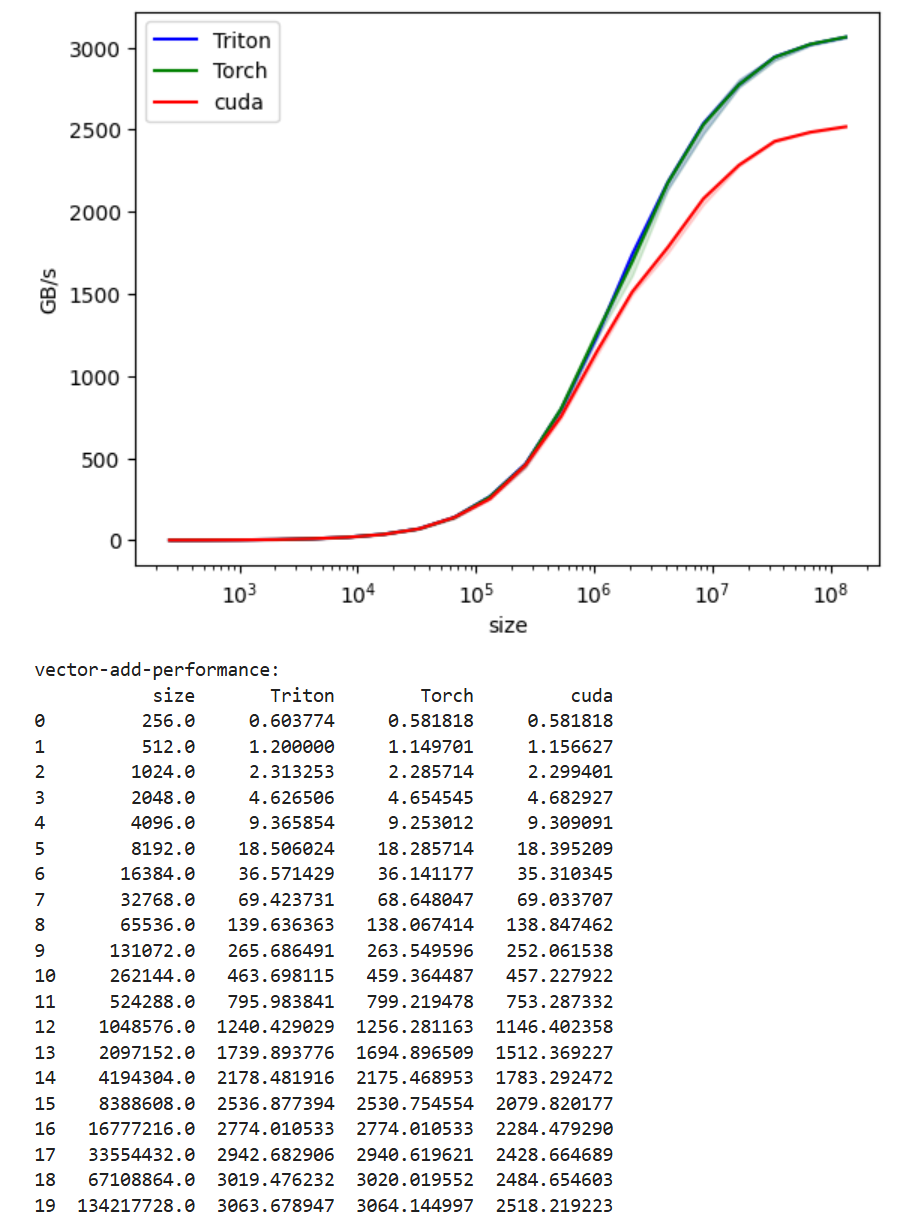 3000
2500
2000
1500
1000
500
0
GB/s
Triton
Torch
cuda
10³ 10⁴ 10⁵ 10⁶ 10⁷ 10⁸
size
vector-add-performance:
size Triton Torch cuda
0 256.0 0.603774 0.581818 0.581818
1 512.0 1.200000 1.149701 1.156627
2 1024.0 2.313253 2.285714 2.299401
3 2048.0 4.626506 4.654545 4.682927
4 4096.0 9.365854 9.253012 9.309091
5 8192.0 18.506024 18.285714 18.395209
6 16384.0 36.571429 36.141177 35.310345
7 32768.0 69.423731 68.648047 69.033707
8 65536.0 139.636363 138.067414 138.847462
9 131072.0 265.686491 263.549596 252.061538
10 262144.0 463.698115 459.364487 457.227922
11 524288.0 795.983841 799.219478 753.287332
12 1048576.0 1240.429029 1256.281163 1146.402358
13 2097152.0 1739.893776 1694.896509 1512.369227
14 4194304.0 2178.481916 2175.468953 1783.292472
15 8388608.0 2536.877394 2530.754554 2079.820177
16 16777216.0 2774.010533 2774.010533 2284.479290
17 33554432.0 2942.682906 2940.619621 2428.664689
18 67108864.0 3019.476232 3020.019552 2484.654603
19 134217728.0 3063.678947 3064.144997 2518.219223